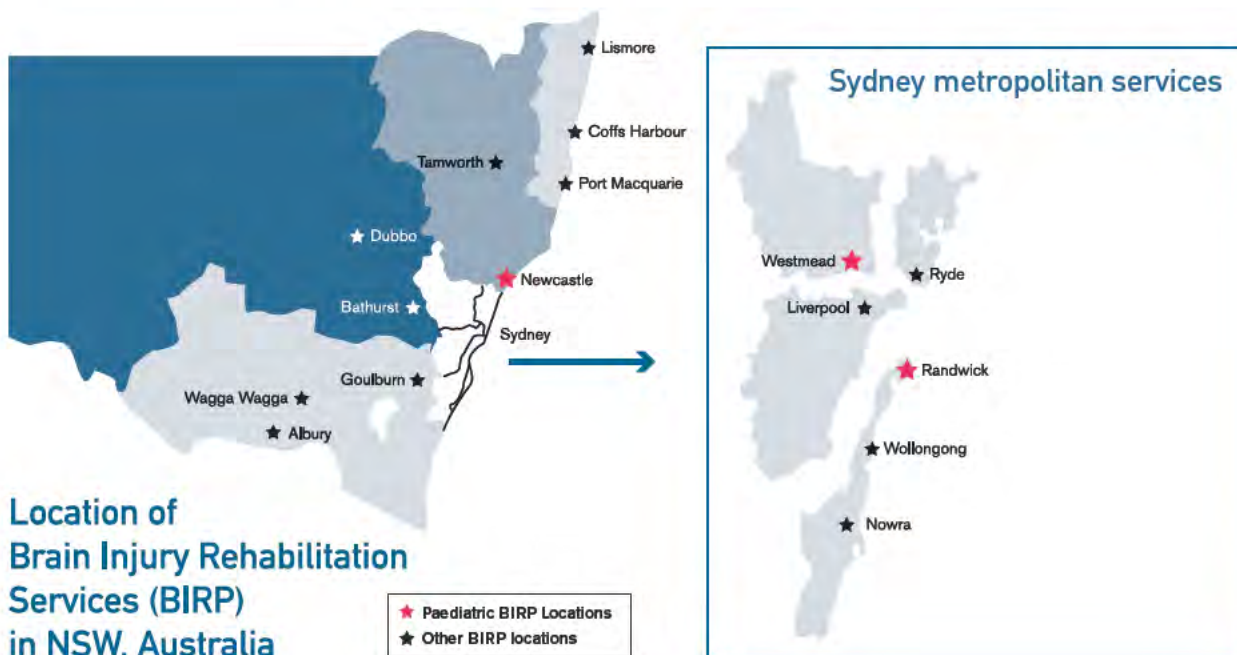 Lismore
Coffs Harbour
Tamworth
Port Macquarie
Dubbo
Newcastle
Bathurst
Sydney
Goulburn
Wagga Wagga
Albury
Location of
Brain Injury Rehabilitation
Services (BIRP)
in NSW, Australia
Paediatric BIRP Locations
Other BIRP locations
Sydney metropolitan services
Westmead
Ryde
Liverpool
Randwick
Wollongong
Nowra